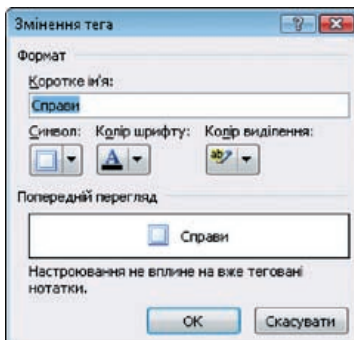 Змінення тега
Формат
Коротке ім'я:
Справи
Символ: Колір шрифту: Колір виділення:
Попередній перегляд
Справи
Настроювання не вплине на вже теговані
нотатки.
ОК Скасувати